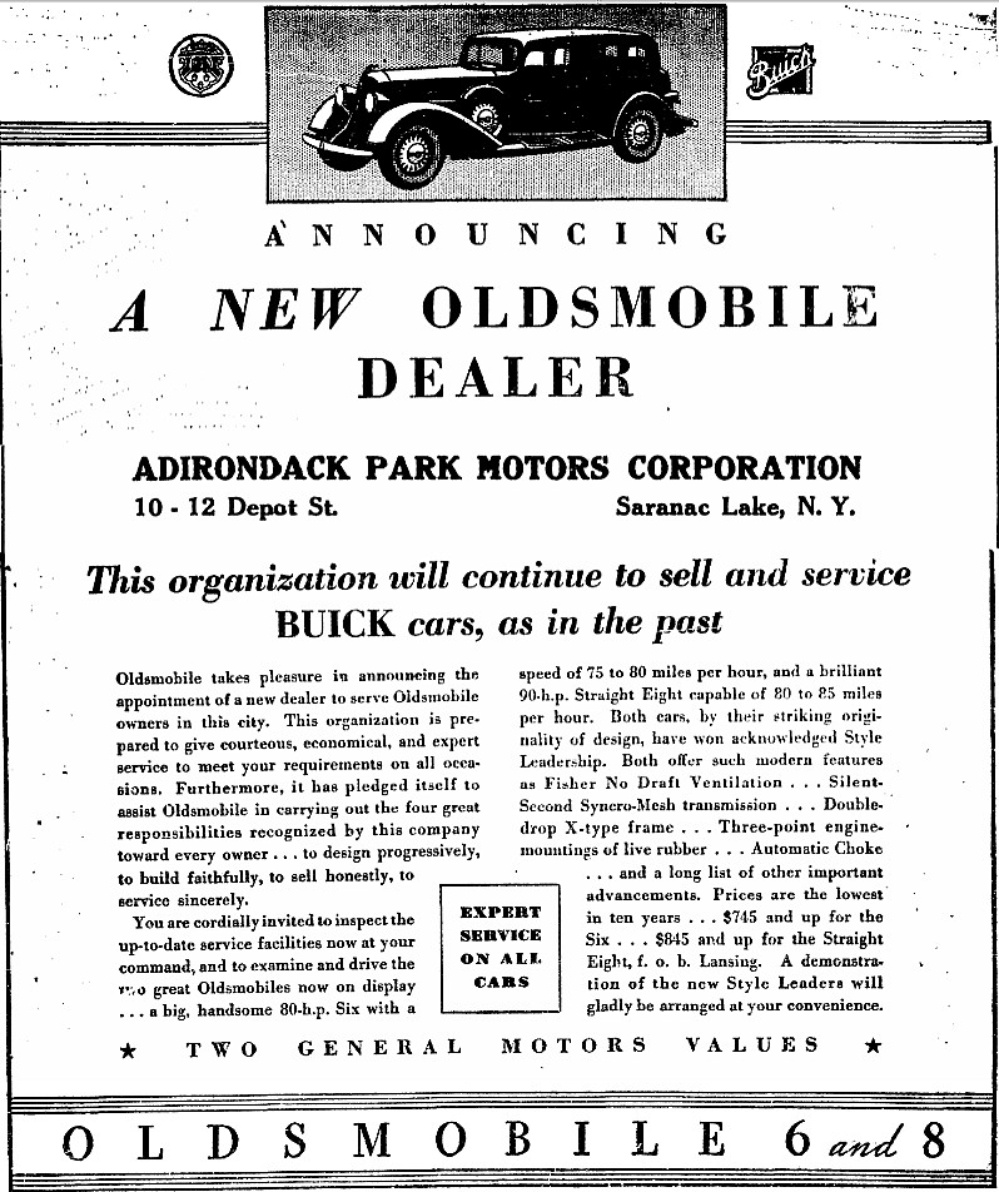 Buick
ANNOUNCING
A NEW OLDSMOBILE
DEALER
ADIRONDACK PARK MOTORS CORPORATION
10 - 12 Depot St. Saranac Lake, N. Y.
This organization will continue to sell and service
BUICK cars, as in the past
Oldsmobile takes pleasure in announcing the
appointment of a new dealer to serve Oldsmobile
owners in this city. This organization is pre-
pared to give courteous, economical, and expert
service to meet your requirements on all occa-
sions. Furthermore, it has pledged itself to
assist Oldsmobile in carrying out the four great
responsibilities recognized by this company
toward every owner . . . to design progressively,
to build faithfully, to sell honestly, to
service sincerely.
You are cordially invited to inspect the
up-to-date service facilities now at your
command, and to examine and drive the
two great Oldsmobiles now on display
. . . a big, handsome 80-h.p. Six with a
EXPERT
SERVICE
ON ALL
CARS
speed of 75 to 80 miles per hour, and a brilliant
90-h.p. Straight Eight capable of 80 to 85 miles
per hour. Both cars, by their striking origi-
nality of design, have won acknowledged Style
Leadership. Both offer such modern features
as Fisher No Draft Ventilation . . . Silent-
Second Syncro-Mesh transmission . . . Double-
drop X-type frame . . . Three-point engine-
mountings of live rubber . . . Automatic Choke
. . . and a long list of other important
advancements. Prices are the lowest
in ten years . . . $745 and up for the
Six . . . $845 and up for the Straight
Eight, f. o. b. Lansing. A demonstra-
tion of the new Style Leaders will
gladly be arranged at your convenience.
★ TWO GENERAL MOTORS VALUES ★
OLDSMOBILE 6 and 8